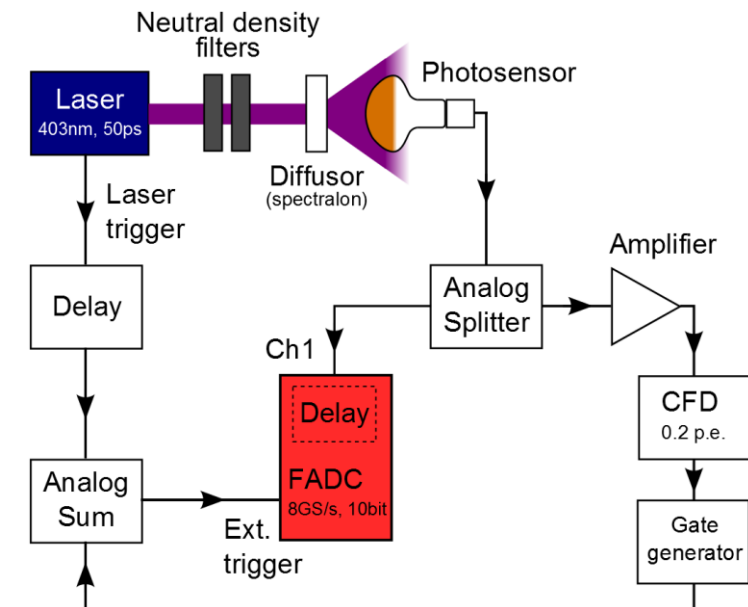 Neutral density
filters
Laser
403nm, 50ps
Photosensor
Diffusor
(spectralon)
Laser
trigger
Delay
Analog
Splitter
Amplifier
Ch1
Delay
FADC
8GS/s, 10bit
CFD
0.2 p.e.
Analog
Sum
Ext.
trigger
Gate
generator